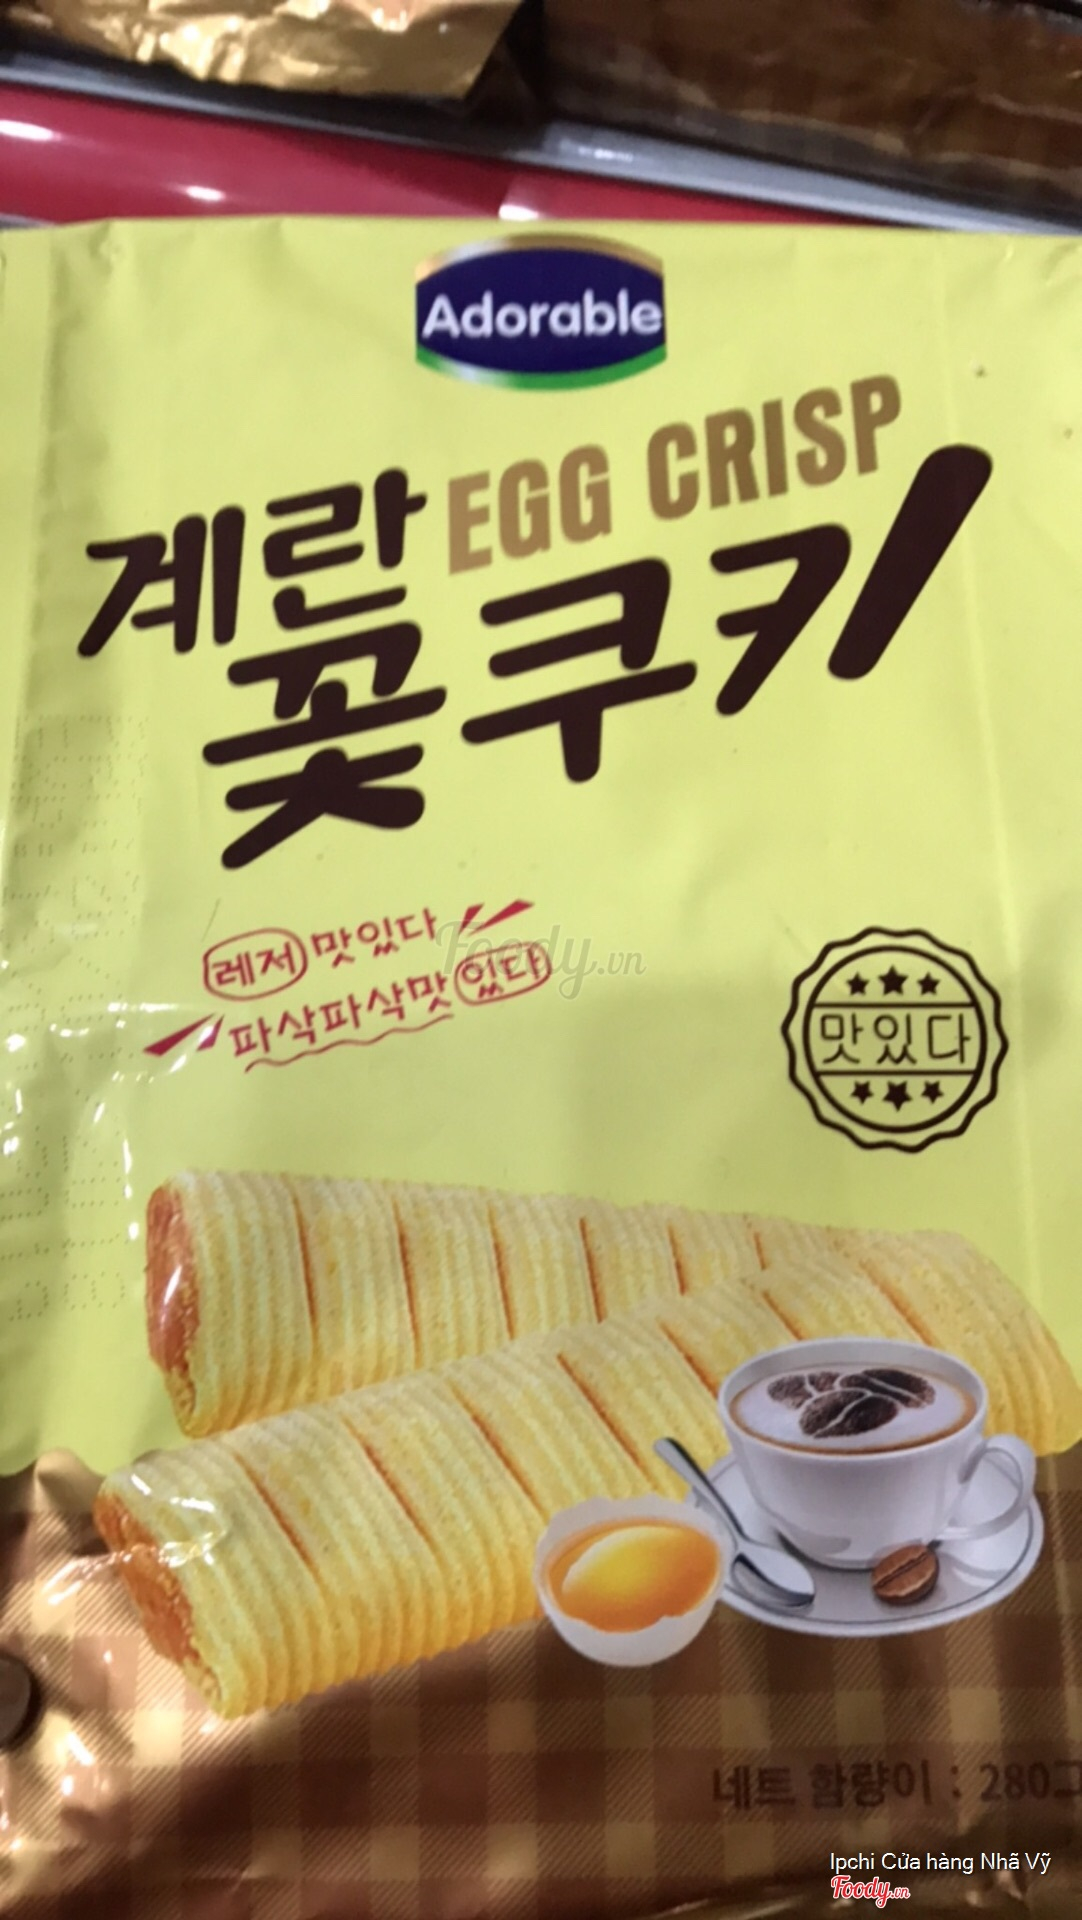 Adorable
EGG CRISP
계란
꽃쿠키
레저 맛있다
파삭파삭맛있다
Foody.vn
맛있다
네트 함량이 : 280그
Ipchi Cửa hàng Nhã Vỹ
Foody.vn